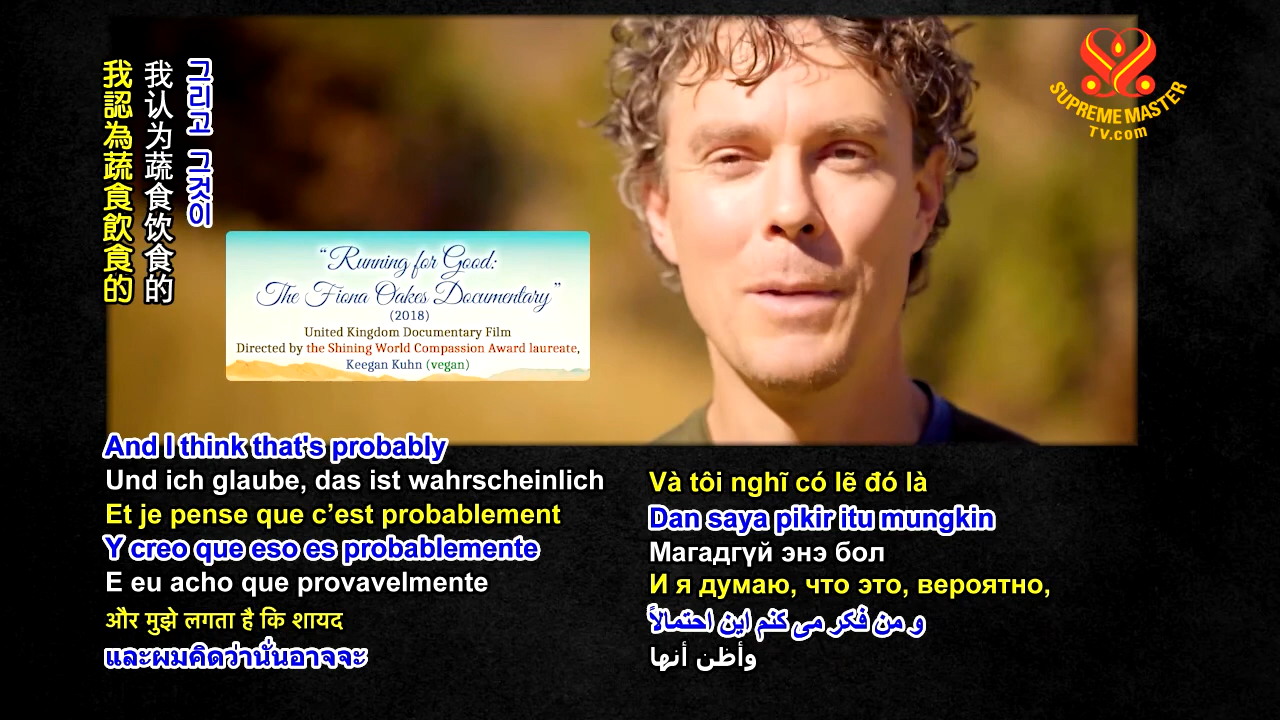 我認為蔬食飲食的
我认为蔬食饮食的
그리고 그것이
SUPREME MASTER
TV.com
“Running for Good:
The Fiona Oakes Documentary”
(2018)
United Kingdom Documentary Film
Directed by the Shining World Compassion Award laureate,
Keegan Kuhn (vegan)
And I think that's probably
Und ich glaube, das ist wahrscheinlich
Et je pense que c’est probablement
Y creo que eso es probablemente
E eu acho que provavelmente
और मुझे लगता है कि शायद
และผมคิดว่านั่นอาจจะ
Và tôi nghĩ có lẽ đó là
Dan saya pikir itu mungkin
Магадгүй энэ бол
И я думаю, что это, вероятно,
و من فکر می کنم این احتمالاً
وأظن أنها